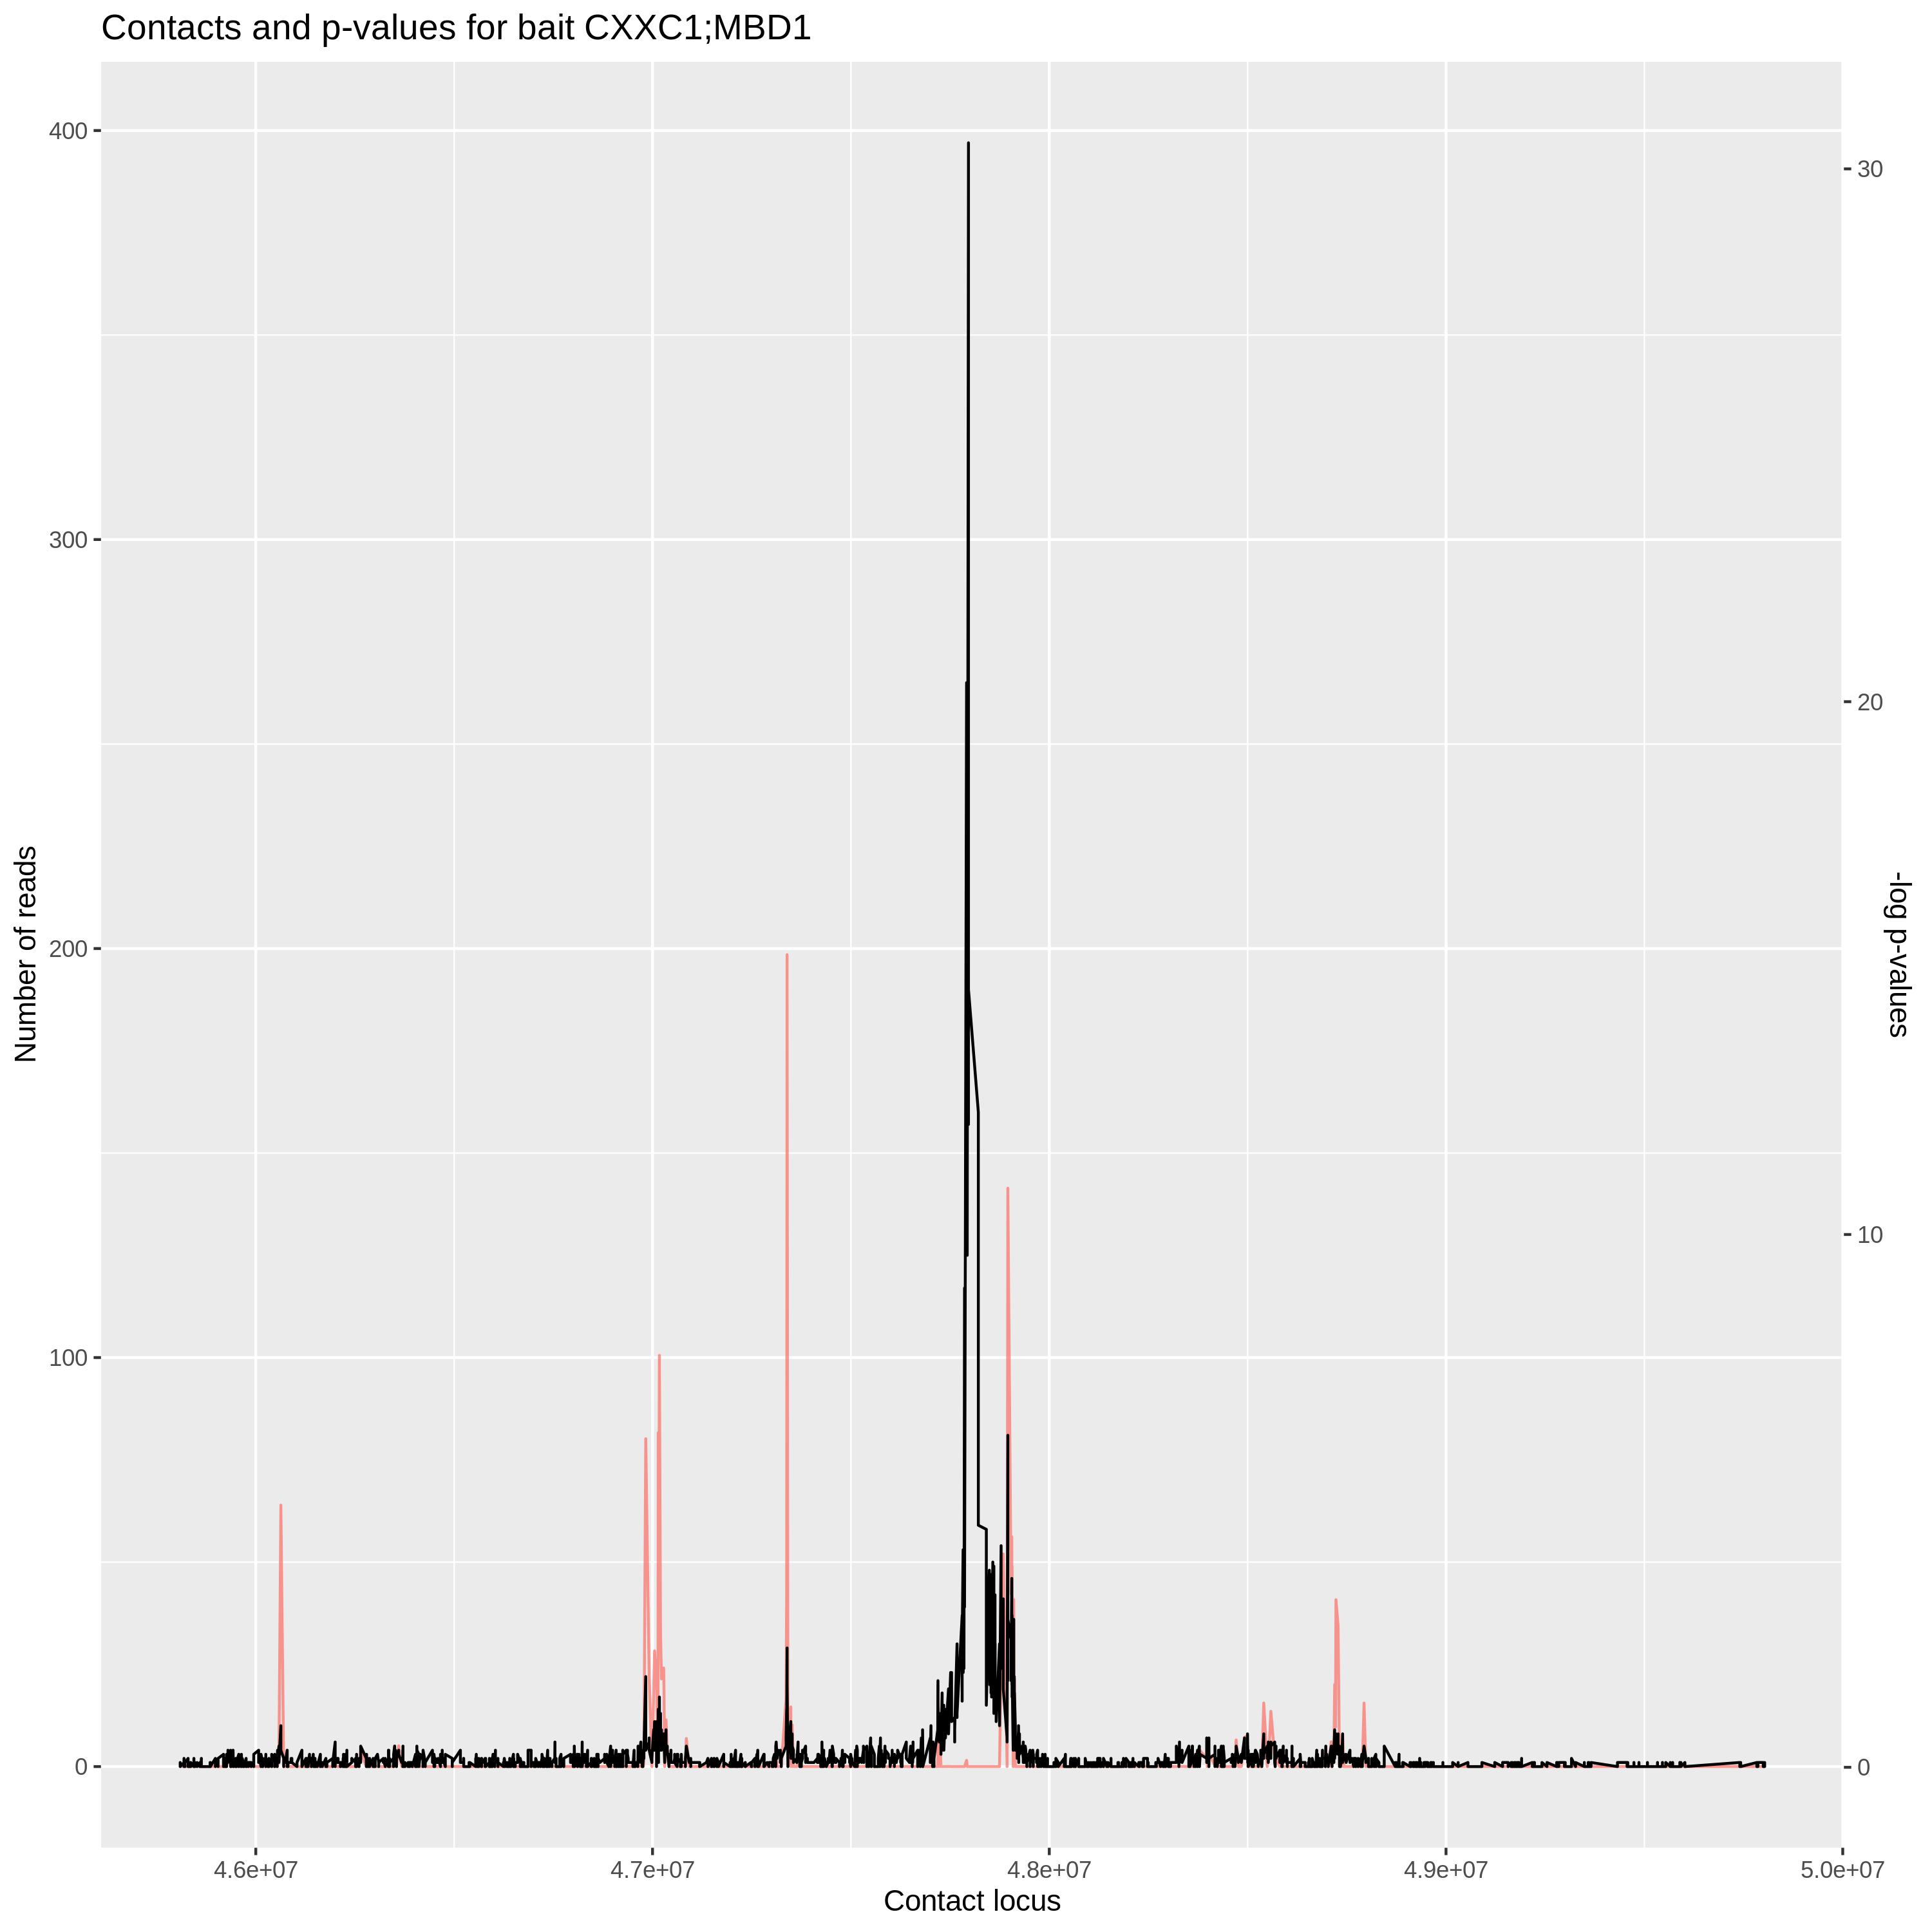 Contacts and p-values for bait CXXC1;MBD1
400
300
200
100
0
Number of reads
30
20
10
0
-log p-values
4.6e+07
4.7e+07
4.8e+07
4.9e+07
5.0e+07
Contact locus